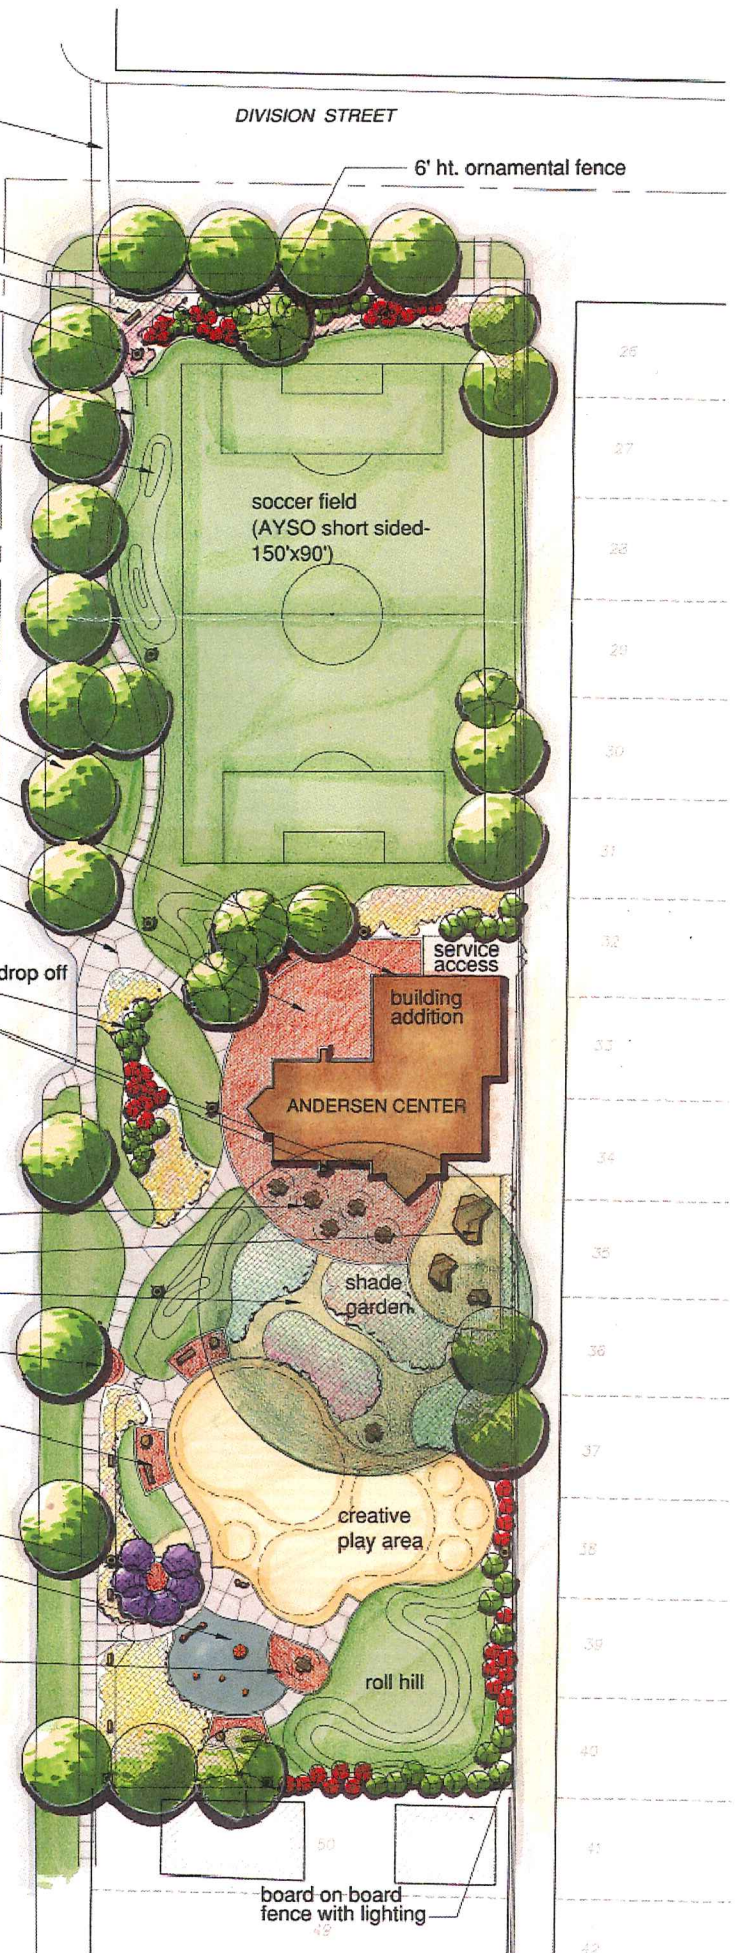 DIVISION STREET
6' ht. ornamental fence
26
27
28
29
30
31
32
33
34
35
36
37
38
39
40
41
42
soccer field
(AYSO short sided-
150'x90')
drop off
service
access
building
addition
ANDERSEN CENTER
shade
garden
creative
play area
roll hill
50
board on board
fence with lighting
49